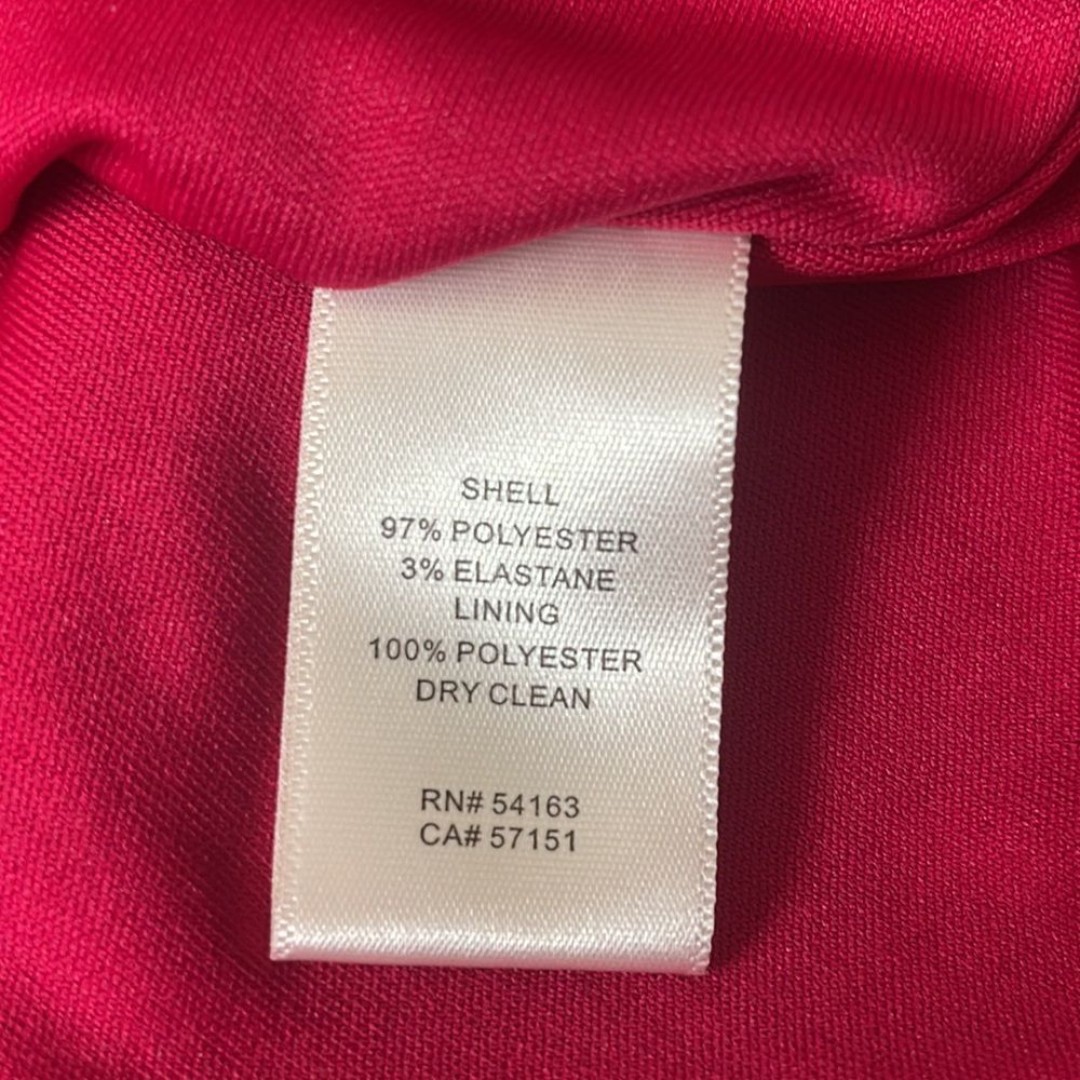 SHELL
97% POLYESTER
3% ELASTANE
LINING
100% POLYESTER
DRY CLEAN
RN# 54163
CA# 57151